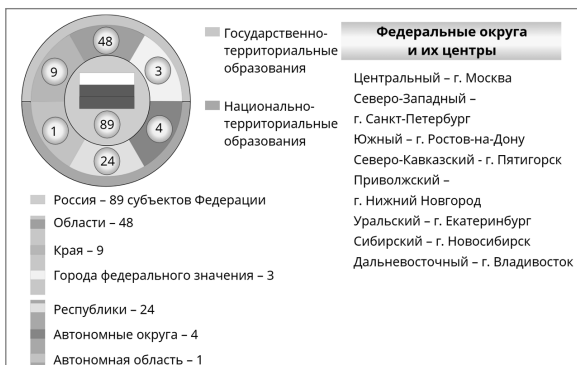 48
9
3
89
1
4
24
Государственно-
территориальные
образования
Национально-
территориальные
образования
Россия – 89 субъектов Федерации
Области – 48
Края – 9
Города федерального значения – 3
Республики – 24
Автономные округа – 4
Автономная область – 1
Федеральные округа
и их центры
Центральный – г. Москва
Северо-Западный –
г. Санкт-Петербург
Южный – г. Ростов-на-Дону
Северо-Кавказский - г. Пятигорск
Приволжский –
г. Нижний Новгород
Уральский – г. Екатеринбург
Сибирский – г. Новосибирск
Дальневосточный – г. Владивосток